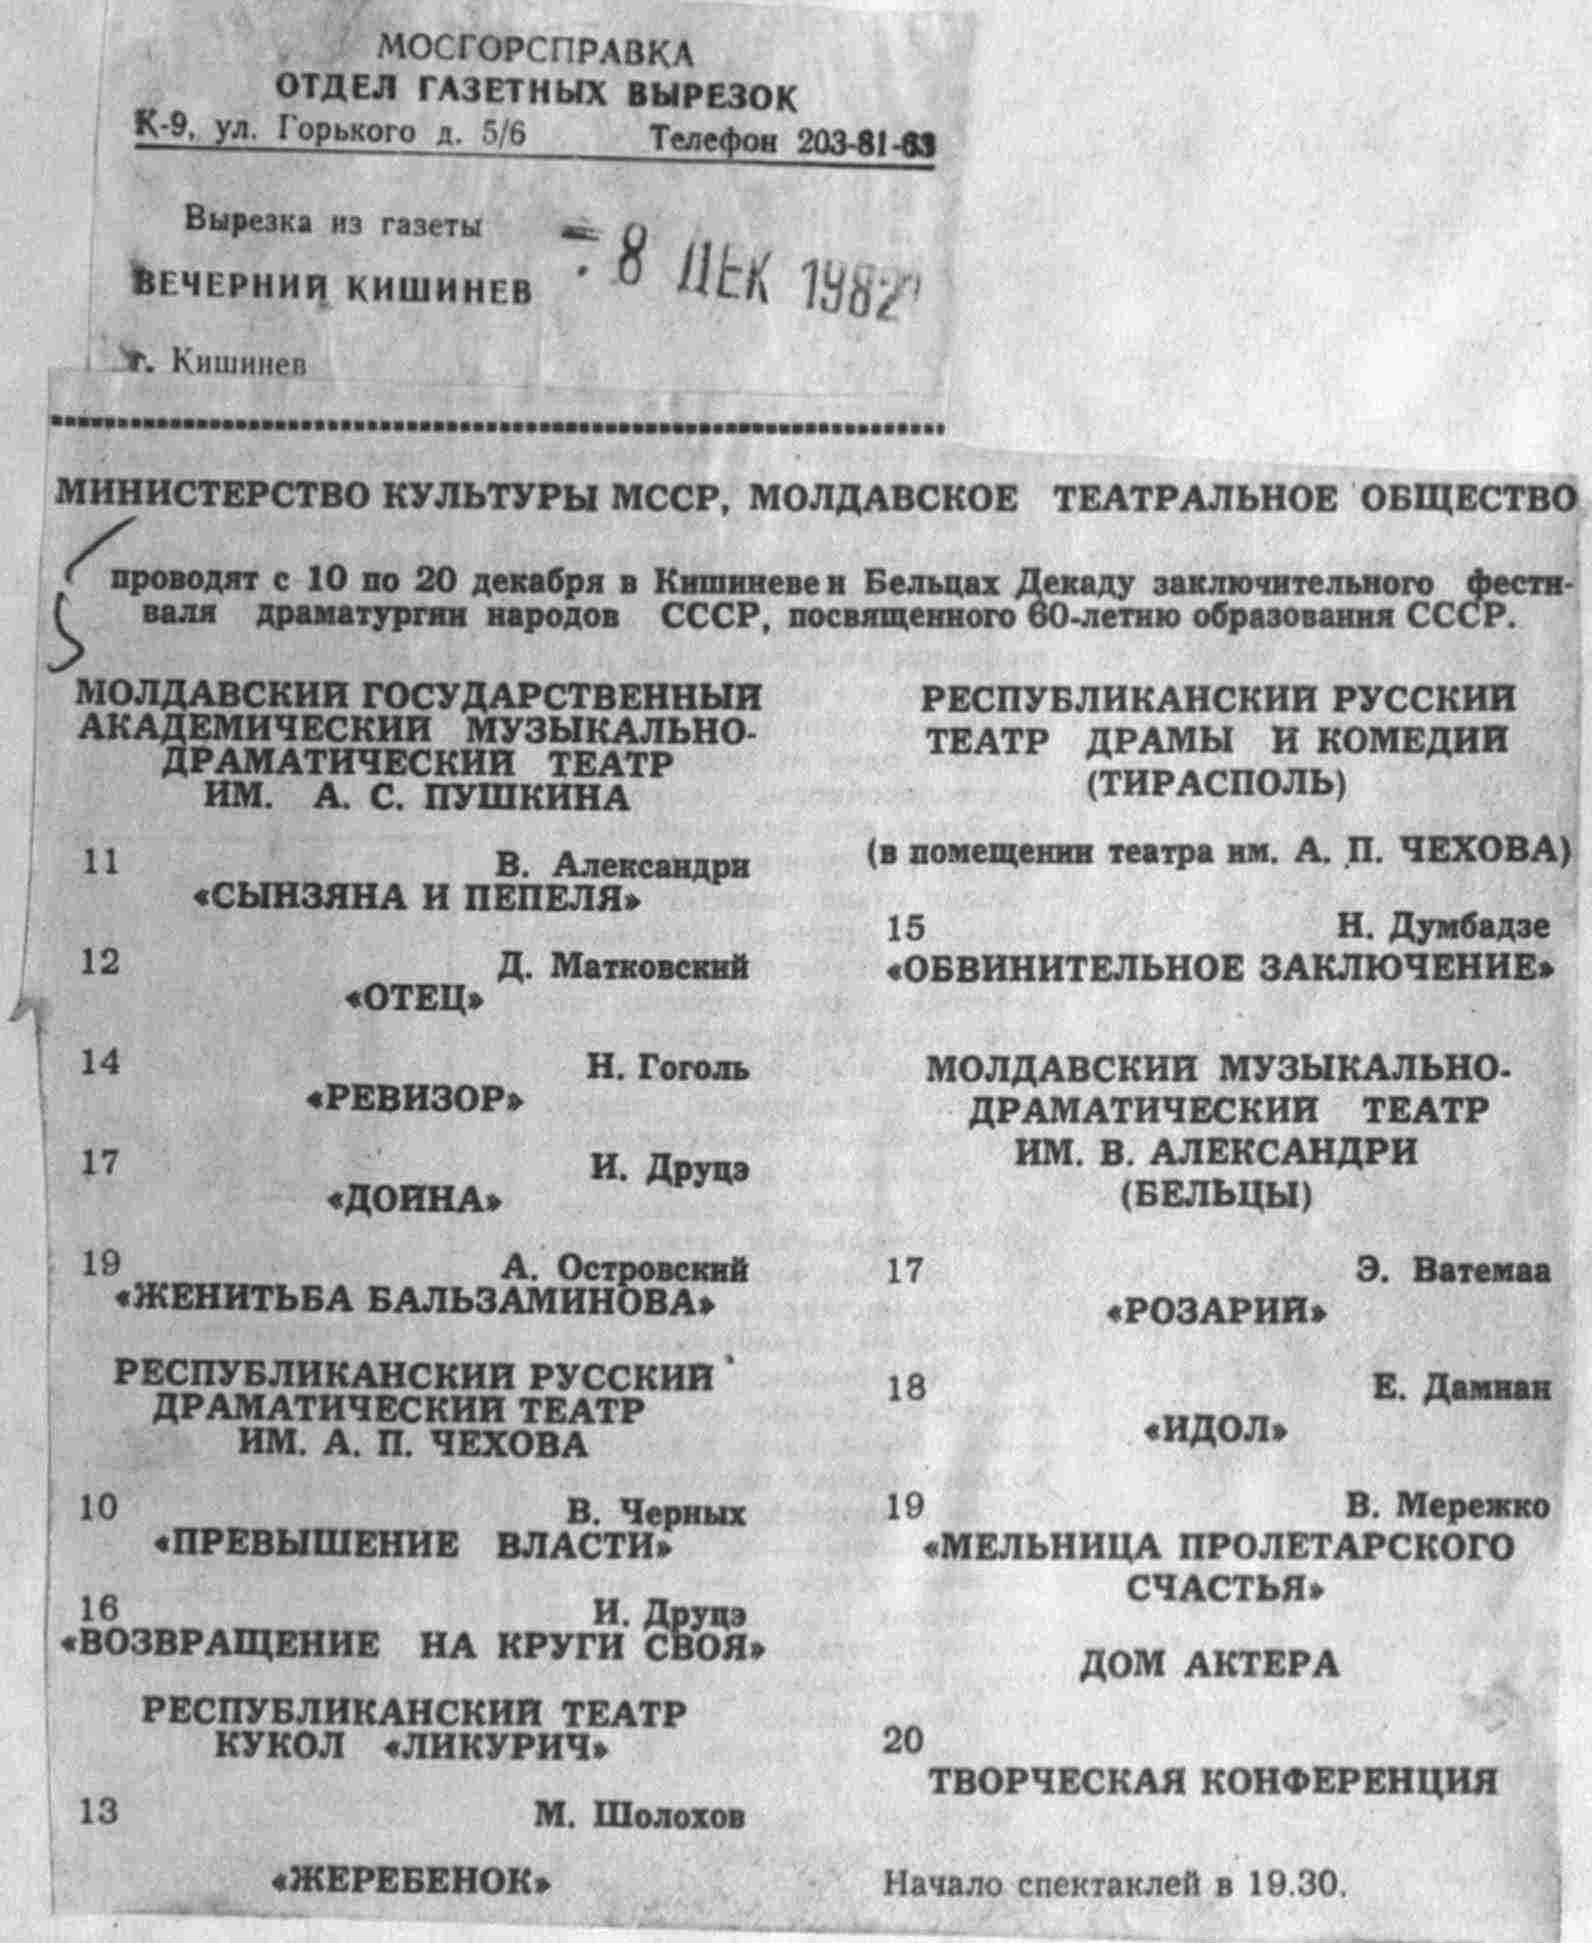 МОСГОРСПРАВКА
ОТДЕЛ ГАЗЕТНЫХ ВЫРЕЗОК
К-9, ул. Горького д. 5/6 Телефон 203-81-63
Вырезка из газеты
- 8 ДЕК 1982
ВЕЧЕРНИЙ КИШИНЕВ
г. Кишинев
МИНИСТЕРСТВО КУЛЬТУРЫ МССР, МОЛДАВСКОЕ ТЕАТРАЛЬНОЕ ОБЩЕСТВО
проводят с 10 по 20 декабря в Кишиневе и Бельцах Декаду заключительного фести-
валя драматургии народов СССР, посвященного 60-летию образования СССР.
МОЛДАВСКИЙ ГОСУДАРСТВЕННЫЙ
АКАДЕМИЧЕСКИЙ МУЗЫКАЛЬНО-
ДРАМАТИЧЕСКИЙ ТЕАТР
ИМ. А. С. ПУШКИНА
11 В. Александри
«СЫНЗЯНА И ПЕПЕЛЯ»
12 Д. Матковский
«ОТЕЦ»
14 Н. Гоголь
«РЕВИЗОР»
17 И. Друцэ
«ДОЙНА»
19 А. Островский
«ЖЕНИТЬБА БАЛЬЗАМИНОВА»
РЕСПУБЛИКАНСКИЙ РУССКИЙ
ДРАМАТИЧЕСКИЙ ТЕАТР
ИМ. А. П. ЧЕХОВА
10 В. Черных
«ПРЕВЫШЕНИЕ ВЛАСТИ»
16 И. Друцэ
«ВОЗВРАЩЕНИЕ НА КРУГИ СВОЯ»
РЕСПУБЛИКАНСКИЙ ТЕАТР
КУКОЛ «ЛИКУРИЧ»
13 М. Шолохов
«ЖЕРЕБЕНОК»
РЕСПУБЛИКАНСКИЙ РУССКИЙ
ТЕАТР ДРАМЫ И КОМЕДИИ
(ТИРАСПОЛЬ)
(в помещении театра им. А. П. ЧЕХОВА)
15 Н. Думбадзе
«ОБВИНИТЕЛЬНОЕ ЗАКЛЮЧЕНИЕ»
МОЛДАВСКИЙ МУЗЫКАЛЬНО-
ДРАМАТИЧЕСКИЙ ТЕАТР
ИМ. В. АЛЕКСАНДРИ
(БЕЛЬЦЫ)
17 Э. Ватемаа
«РОЗАРИЙ»
18 Е. Дамиан
«ИДОЛ»
19 В. Мережко
«МЕЛЬНИЦА ПРОЛЕТАРСКОГО
СЧАСТЬЯ»
ДОМ АКТЕРА
20
ТВОРЧЕСКАЯ КОНФЕРЕНЦИЯ
Начало спектаклей в 19.30.